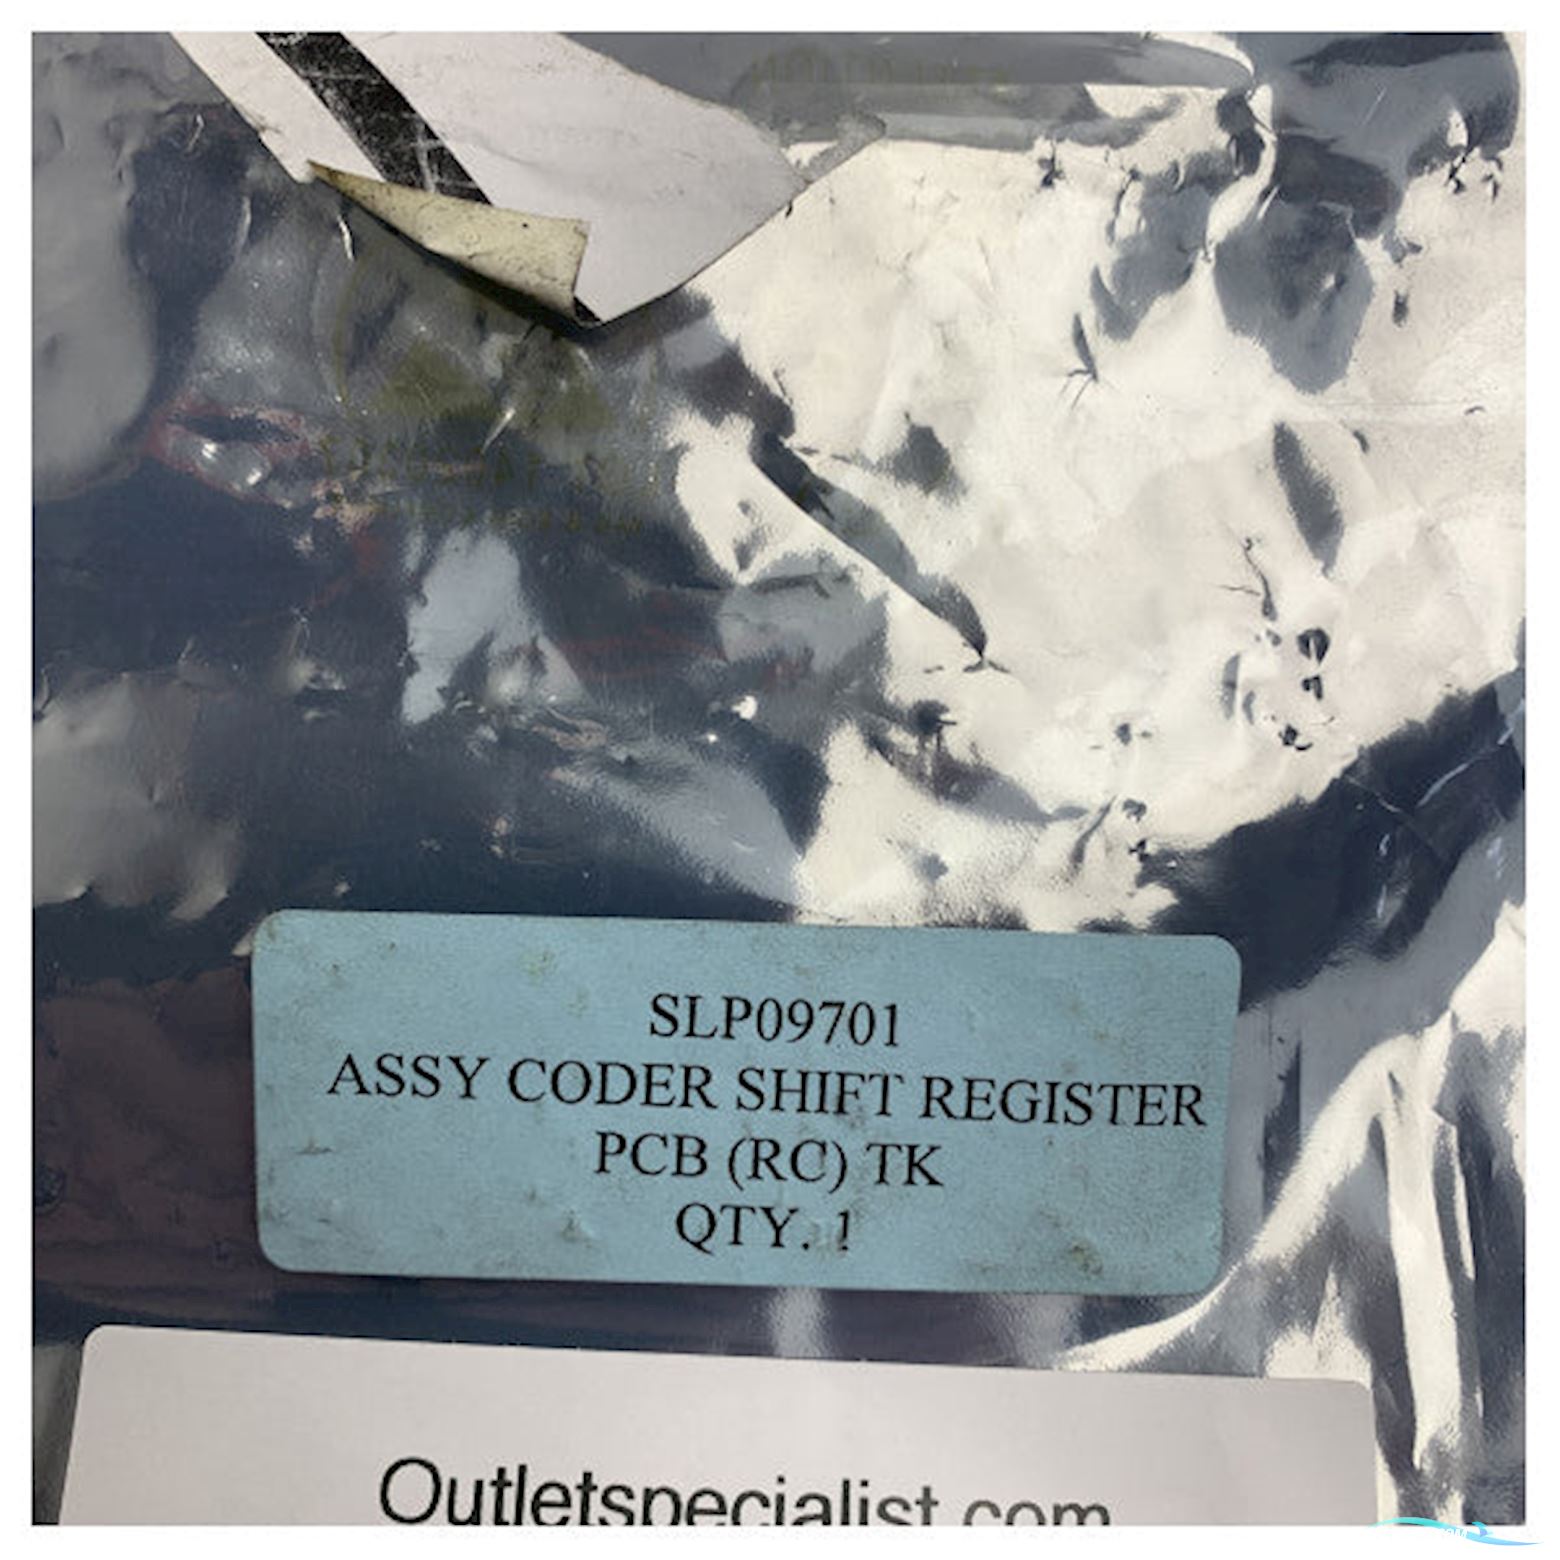 SLP09701
ASSY CODER SHIFT REGISTER
PCB (RC) TK
QTY. 1
Outletspecialist.com